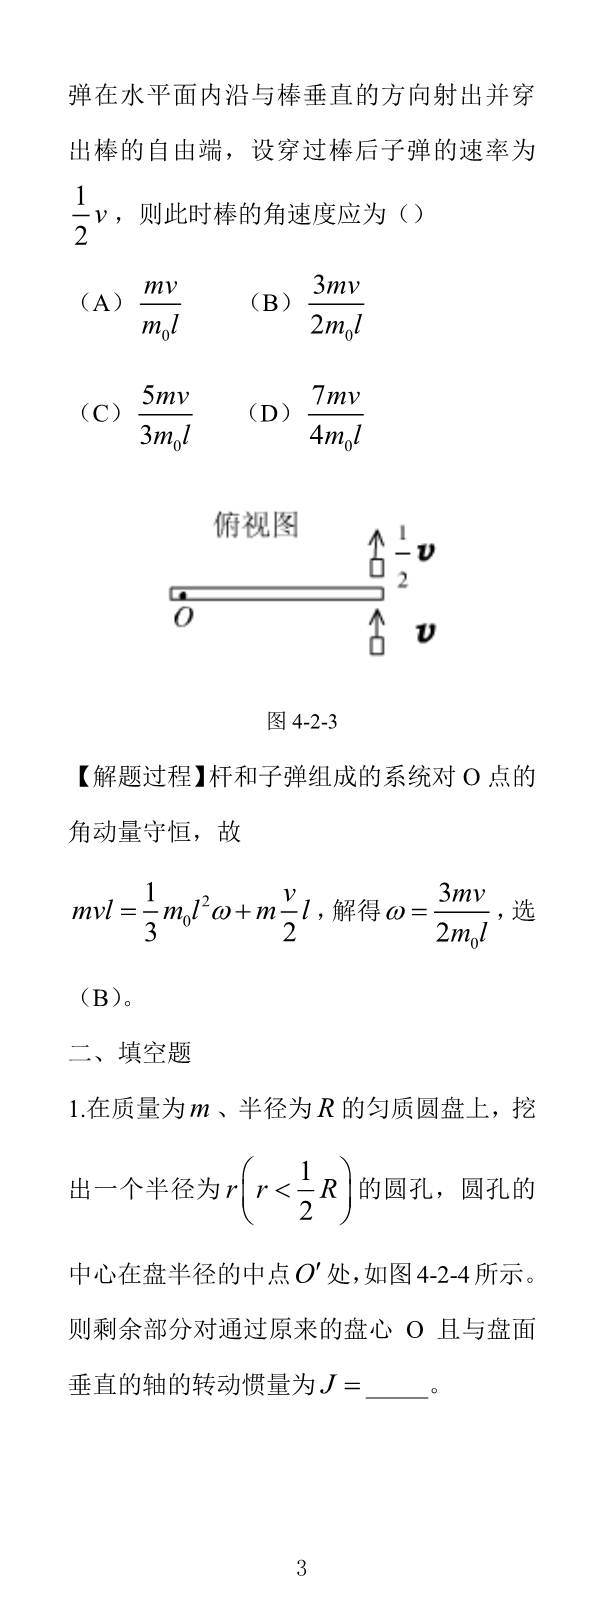 弹在水平面内沿与棒垂直的方向射出并穿
出棒的自由端，设穿过棒后子弹的速率为
$\frac{1}{2}v$，则此时棒的角速度应为（）
（A）$\frac{mv}{m_0l}$ （B）$\frac{3mv}{2m_0l}$
（C）$\frac{5mv}{3m_0l}$ （D）$\frac{7mv}{4m_0l}$
俯视图
$\frac{1}{2}$ v
O
v
图 4-2-3
【解题过程】杆和子弹组成的系统对 O 点的
角动量守恒，故
$mvl=\frac{1}{3}m_0l^2\omega+m\frac{v}{2}l$，解得$\omega=\frac{3mv}{2m_0l}$，选
（B）。
二、填空题
1.在质量为$m$、半径为$R$的匀质圆盘上，挖
出一个半径为$r\left(r<\frac{1}{2}R\right)$的圆孔，圆孔的
中心在盘半径的中点$O'$处，如图 4-2-4 所示。
则剩余部分对通过原来的盘心 O 且与盘面
垂直的轴的转动惯量为$J=$_____。
3